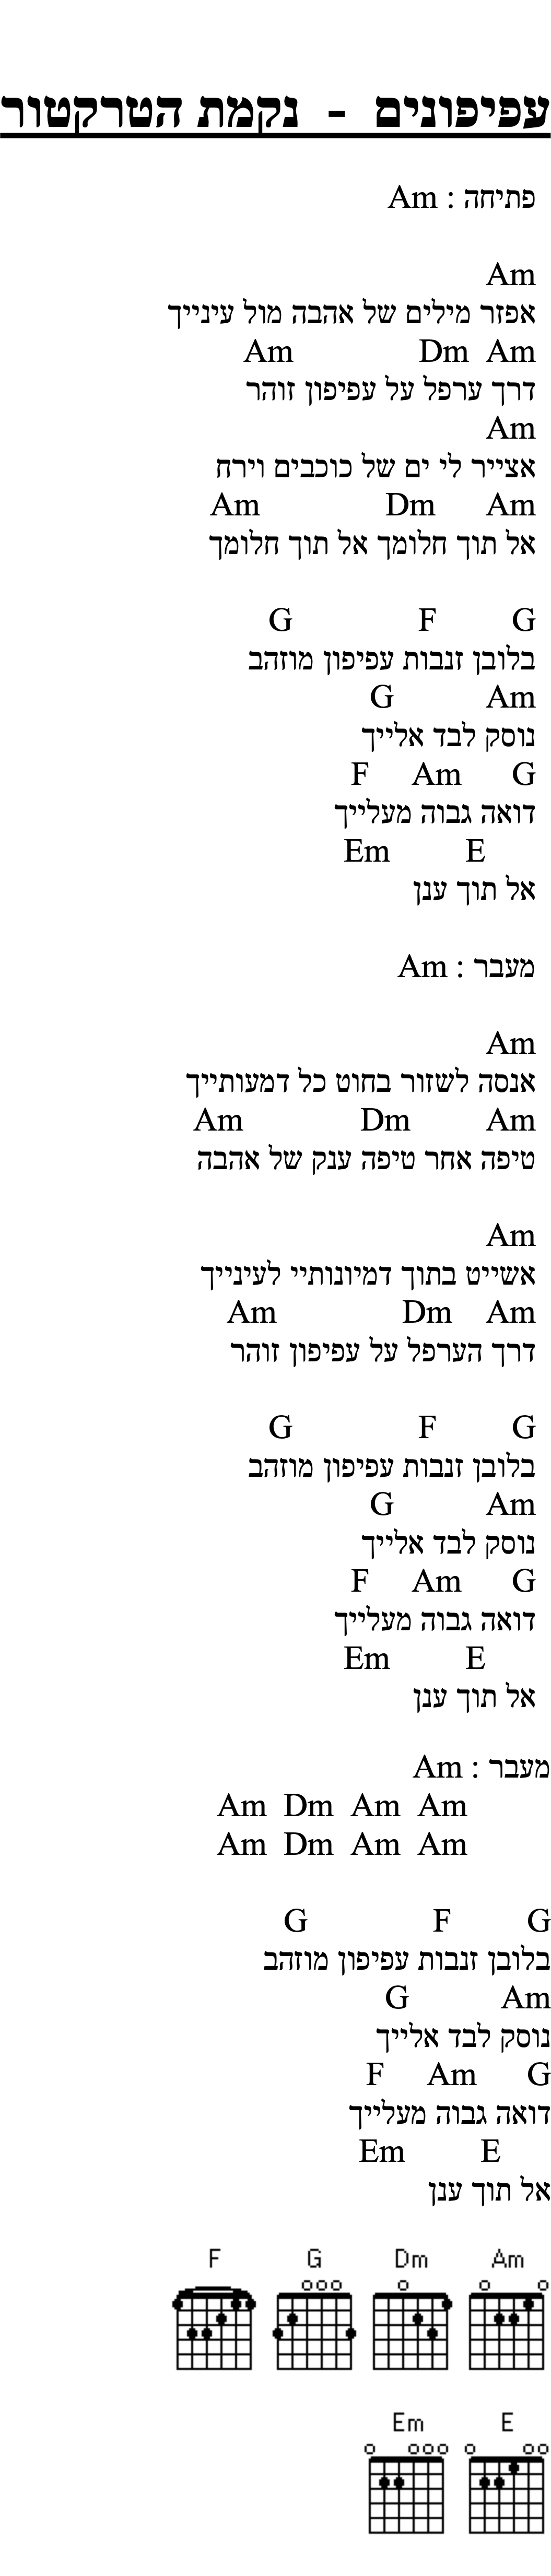 עפיפונים - נקמת הטרקטור
פתיחה : Am
Am
אפזר מילים של אהבה מול עינייך
Am Dm Am
דרך ערפל על עפיפון זוהר
Am
אצייר לי ים של כוכבים וירח
Am Dm Am
אל תוך חלומך אל תוך חלומך
G F G
בלובן זנבות עפיפון מוזהב
G Am
נוסק לבד אלייך
F Am G
דואה גבוה מעלייך
Em E
אל תוך ענן
מעבר : Am
Am
אנסה לשזור בחוט כל דמעותייך
Am Dm Am
טיפה אחר טיפה ענק של אהבה
Am
אשייט בתוך דמיונותיי לעינייך
Am Dm Am
דרך הערפל על עפיפון זוהר
G F G
בלובן זנבות עפיפון מוזהב
G Am
נוסק לבד אלייך
F Am G
דואה גבוה מעלייך
Em E
אל תוך ענן
מעבר : Am
Am Dm Am Am
Am Dm Am Am
G F G
בלובן זנבות עפיפון מוזהב
G Am
נוסק לבד אלייך
F Am G
דואה גבוה מעלייך
Em E
אל תוך ענן
F G Dm Am
Em E